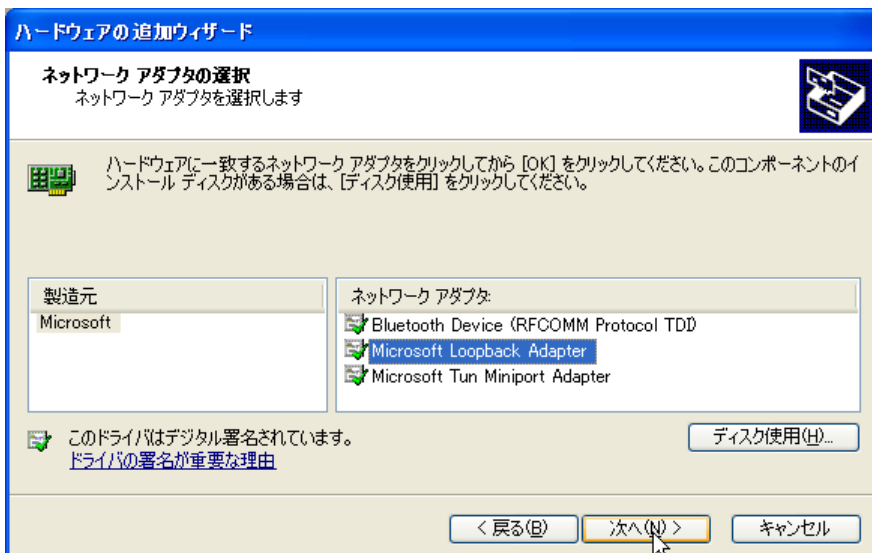 ハードウェアの追加ウィザード
ネットワーク アダプタの選択
ネットワーク アダプタを選択します
ハードウェアに一致するネットワーク アダプタをクリックしてから [OK] をクリックしてください。このコンポーネントのイ
ンストール ディスクがある場合は、[ディスク使用] をクリックしてください。
製造元
Microsoft
ネットワーク アダプタ:
Bluetooth Device (RFCOMM Protocol TDI)
Microsoft Loopback Adapter
Microsoft Tun Miniport Adapter
このドライバはデジタル署名されています。
ドライバの署名が重要な理由
ディスク使用(H)...
< 戻る(B)
次へ(N) >
キャンセル